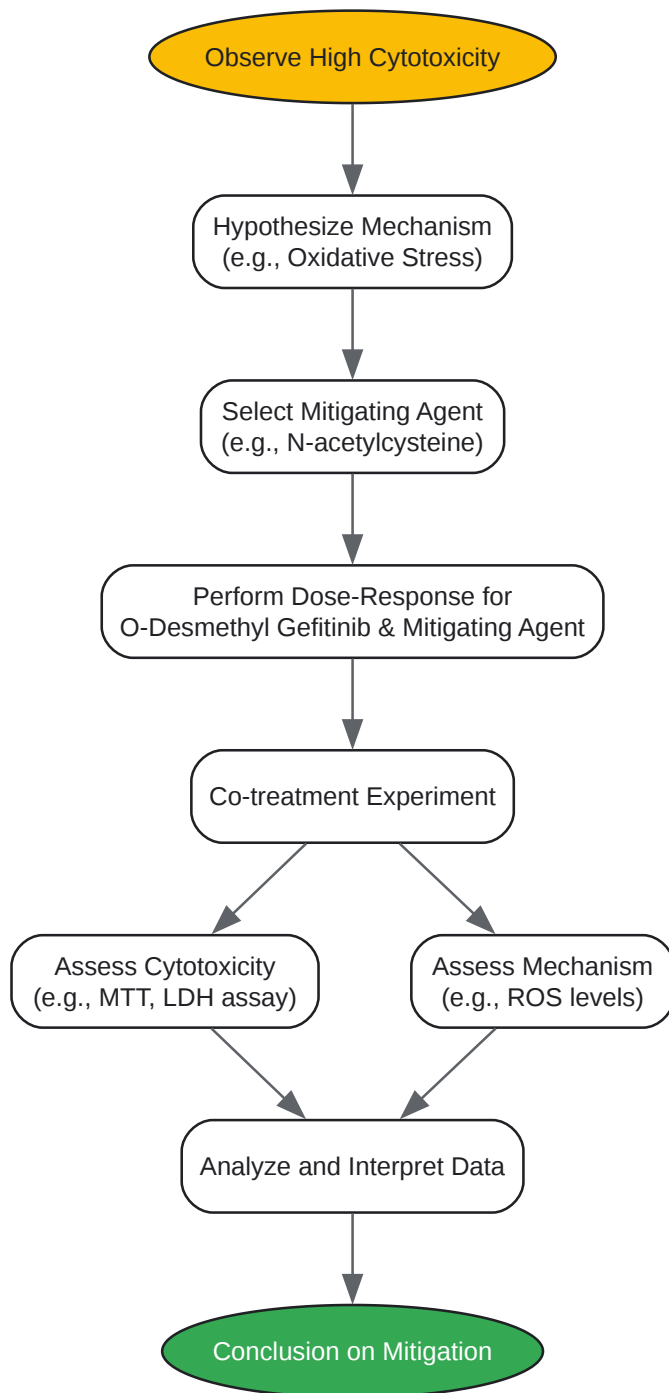 Observe High Cytotoxicity
Hypothesize Mechanism
(e.g., Oxidative Stress)
Select Mitigating Agent
(e.g., N-acetylcysteine)
Perform Dose-Response for
O-Desmethyl Gefitinib & Mitigating Agent
Co-treatment Experiment
Assess Cytotoxicity
(e.g., MTT, LDH assay)
Assess Mechanism
(e.g., ROS levels)
Analyze and Interpret Data
Conclusion on Mitigation